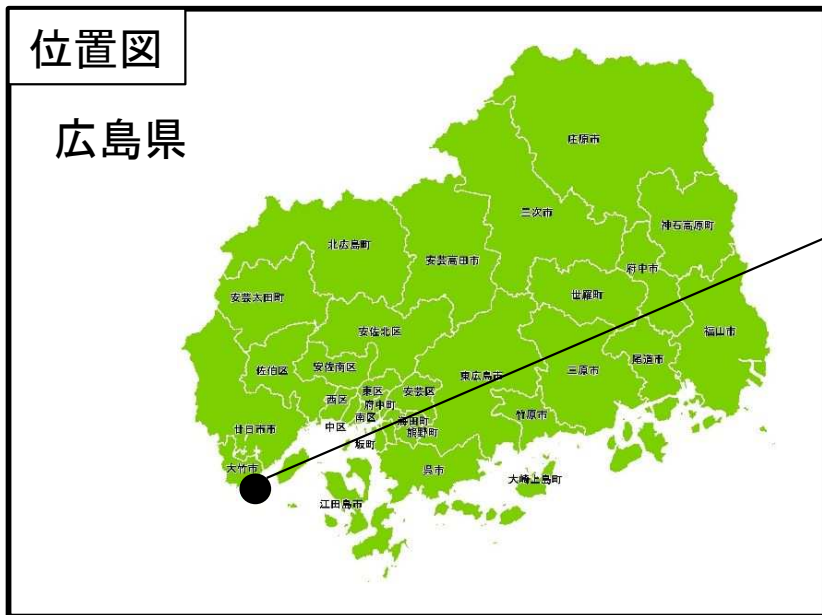 位置図
広島県
庄原市
三次市
神石高原町
北広島町
安芸高田市
府中市
安芸太田町
世羅町
安佐北区
福山市
佐伯区
安佐南区
東広島市
三原市
尾道市
西区
東区
安芸区
府中町
廿日市市
中区
南区
海田町
竹原市
熊野町
坂町
大竹市
呉市
大崎上島町
江田島市